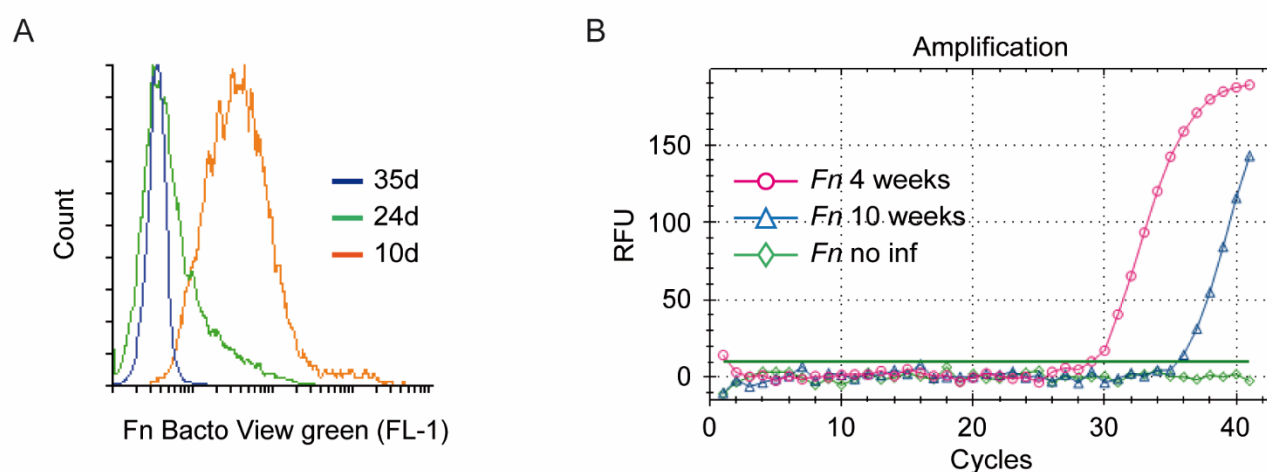 A
Count
35d
24d
10d
Fn Bacto View green (FL-1)
B
Amplification
RFU
150
100
50
0
Fn 4 weeks
Fn 10 weeks
Fn no inf
0 10 20 30 40
Cycles